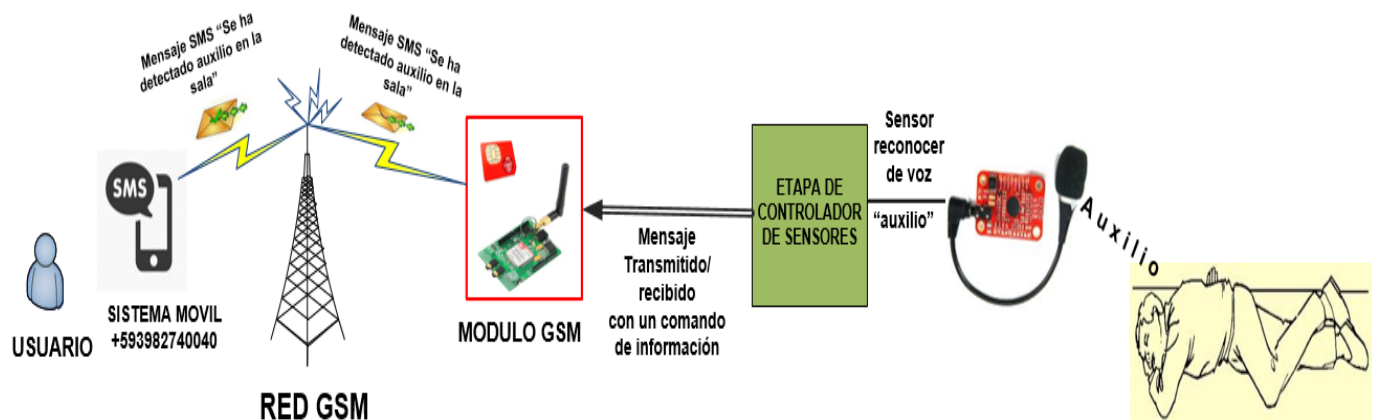 Mensaje SMS “Se ha
detectado auxilio en la
sala”
Mensaje SMS “Se ha
detectado auxilio en la
sala”
SMS
USUARIO
SISTEMA MOVIL
+593982740040
RED GSM
MODULO GSM
Mensaje
Transmitido/
recibido
con un comando
de información
ETAPA DE
CONTROLADOR
DE SENSORES
Sensor
reconocer
de voz
“auxilio”
Auxilio